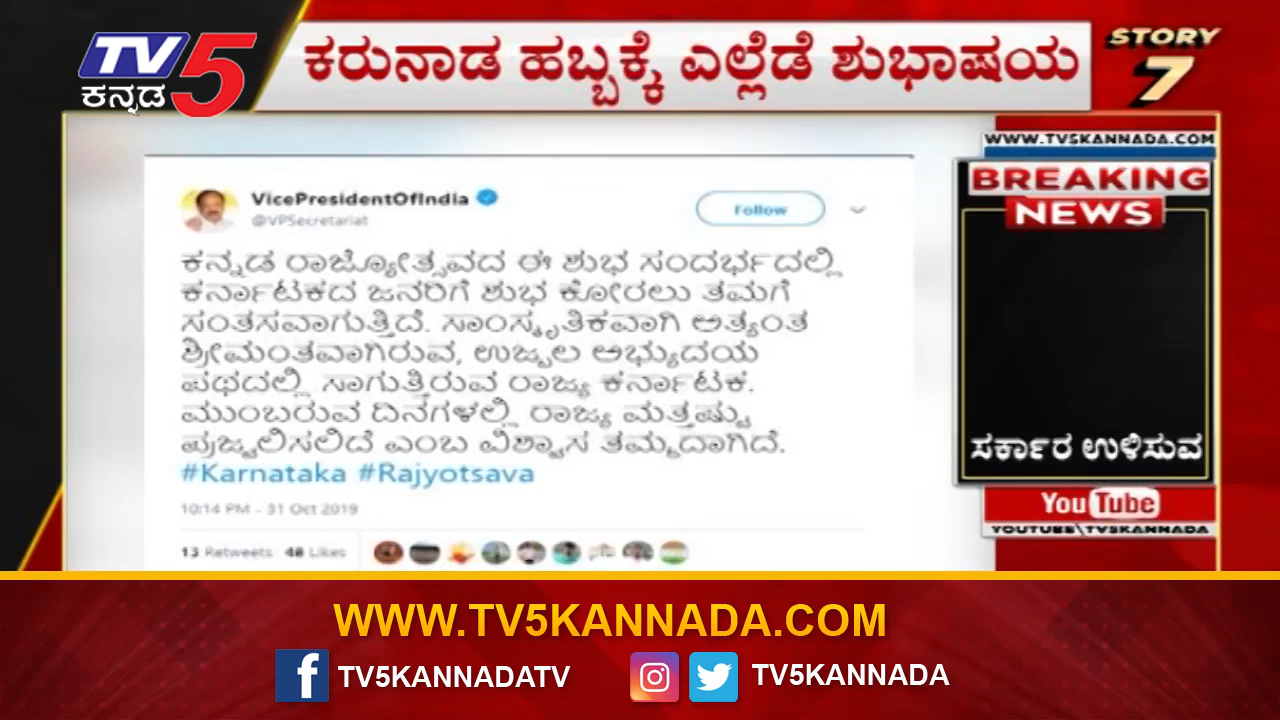 TV5
ಕನ್ನಡ
ಕರುನಾಡ ಹಬ್ಬಕ್ಕೆ ಎಲ್ಲೆಡೆ ಶುಭಾಷಯ
STORY
7
WWW.TV5KANNADA.COM
BREAKING
NEWS
VicePresidentOfIndia
@VPSecretariat
Follow
ಕನ್ನಡ ರಾಜ್ಯೋತ್ಸವದ ಈ ಶುಭ ಸಂದರ್ಭದಲ್ಲಿ
ಕರ್ನಾಟಕದ ಜನರಿಗೆ ಶುಭ ಕೋರಲು ತಮಗೆ
ಸಂತಸವಾಗುತ್ತಿದೆ. ಸಾಂಸ್ಕೃತಿಕವಾಗಿ ಅತ್ಯಂತ
ಶ್ರೀಮಂತವಾಗಿರುವ, ಉಜ್ವಲ ಅಭ್ಯುದಯ
ಪಥದಲ್ಲಿ ಸಾಗುತ್ತಿರುವ ರಾಜ್ಯ ಕರ್ನಾಟಕ.
ಮುಂಬರುವ ದಿನಗಳಲ್ಲಿ ರಾಜ್ಯ ಮತ್ತಷ್ಟು
ಪ್ರಜ್ವಲಿಸಲಿದೆ ಎಂಬ ವಿಶ್ವಾಸ ತಮ್ಮದಾಗಿದೆ.
#Karnataka #Rajyotsava
10:14 PM - 31 Oct 2019
13 Retweets 48 Likes
ಸರ್ಕಾರ ಉಳಿಸುವ
YouTube
YOUTUBE\TV5KANNADA
WWW.TV5KANNADA.COM
f TV5KANNADATV
TV5KANNADA